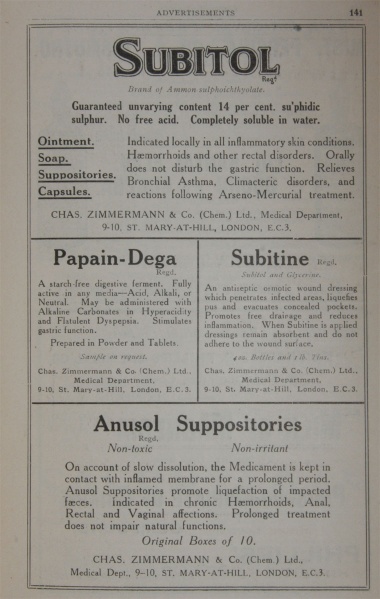 ADVERTISEMENTS 141
SUBITOL
Regd
Brand of Ammon. sulphoichthyolate.
Guaranteed unvarying content 14 per cent. su'phidic
sulphur. No free acid. Completely soluble in water.
Ointment.
Soap.
Suppositories.
Capsules.
Indicated locally in all inflammatory skin conditions.
Hæmorrhoids and other rectal disorders. Orally
does not disturb the gastric function. Relieves
Bronchial Asthma, Climacteric disorders, and
reactions following Arseno-Mercurial treatment.
CHAS. ZIMMERMANN & Co. (Chem.) Ltd., Medical Department,
9-10, ST. MARY-AT-HILL, LONDON, E.C.3.
Papain-Dega
Regd.
A starch-free digestive ferment. Fully
active in any media—Acid, Alkali, or
Neutral. May be administered with
Alkaline Carbonates in Hyperacidity
and Flatulent Dyspepsia. Stimulates
gastric function.
Prepared in Powder and Tablets.
Sample on request.
Chas. Zimmermann & Co. (Chem.) Ltd.,
Medical Department,
9-10, St. Mary-at-Hill, London, E.C.3.
Subitine Regd.
Subitol and Glycerine.
An antiseptic osmotic wound dressing
which penetrates infected areas, liquefies
pus and evacuates concealed pockets.
Promotes free drainage and reduces
inflammation. When Subitine is applied
dressings remain absorbent and do not
adhere to the wound surface.
4 oz. Bottles and 1 lb. Tins.
Chas. Zimmermann & Co. (Chem.) Ltd.,
Medical Department,
9-10, St. Mary-at-Hill, London, E.C.3.
Anusol Suppositories
Regd.
Non-toxic Non-irritant
On account of slow dissolution, the Medicament is kept in
contact with inflamed membrane for a prolonged period.
Anusol Suppositories promote liquefaction of impacted
fæces. Indicated in chronic Hæmorrhoids, Anal,
Rectal and Vaginal affections. Prolonged treatment
does not impair natural functions.
Original Boxes of 10.
CHAS. ZIMMERMANN & Co. (Chem.) Ltd.,
Medical Dept., 9-10, ST. MARY-AT-HILL, LONDON, E.C.3.